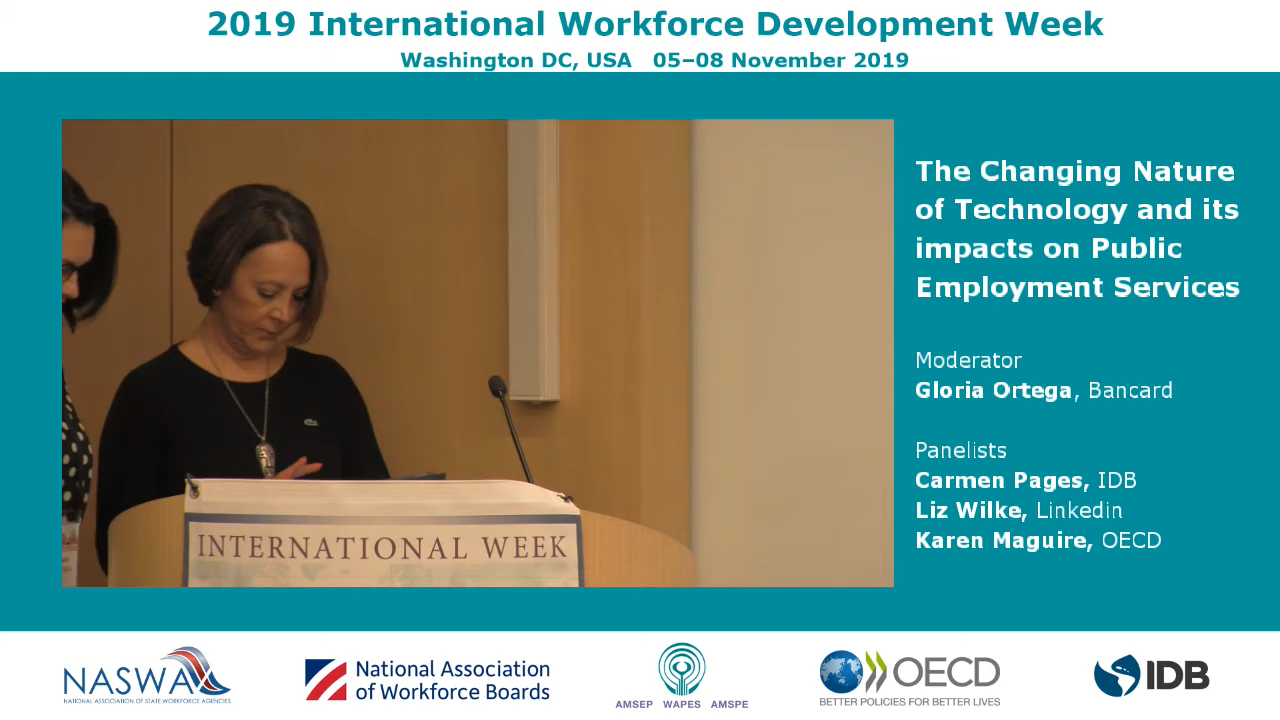 2019 International Workforce Development Week
Washington DC, USA 05–08 November 2019
The Changing Nature
of Technology and its
impacts on Public
Employment Services
Moderator
Gloria Ortega, Bancard
Panelists
Carmen Pages, IDB
Liz Wilke, Linkedin
Karen Maguire, OECD
INTERNATIONAL WEEK
NASWA
NATIONAL ASSOCIATION OF STATE WORKFORCE AGENCIES
National Association
of Workforce Boards
AMSEP WAPES AMSPE
OECD
BETTER POLICIES FOR BETTER LIVES
IDB